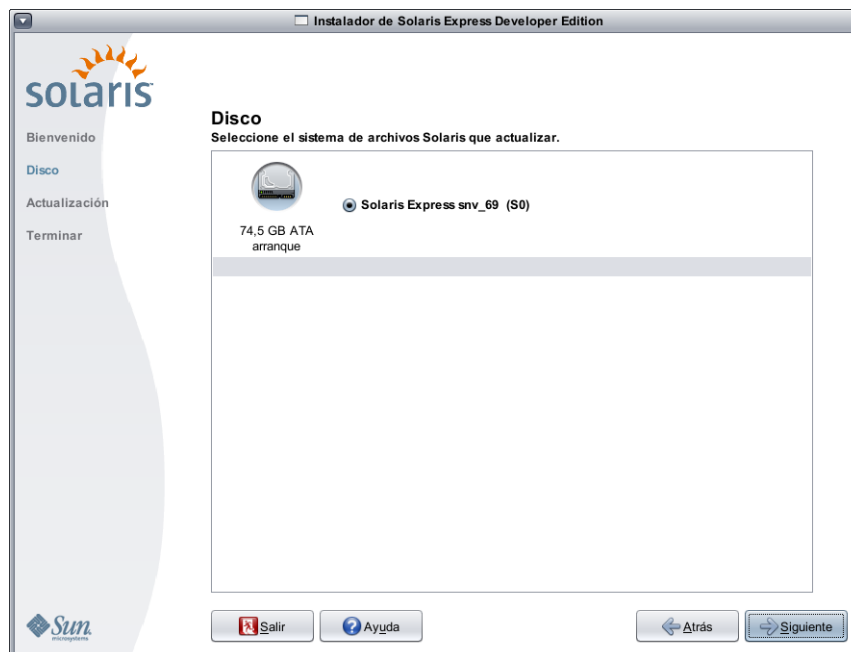 Instalador de Solaris Express Developer Edition
solaris
Bienvenido
Disco
Actualización
Terminar
Disco
Seleccione el sistema de archivos Solaris que actualizar.
Solaris Express snv_69 (S0)
74,5 GB ATA
arranque
Sun
microsystems
Salir
Ayuda
Atrás
Siguiente